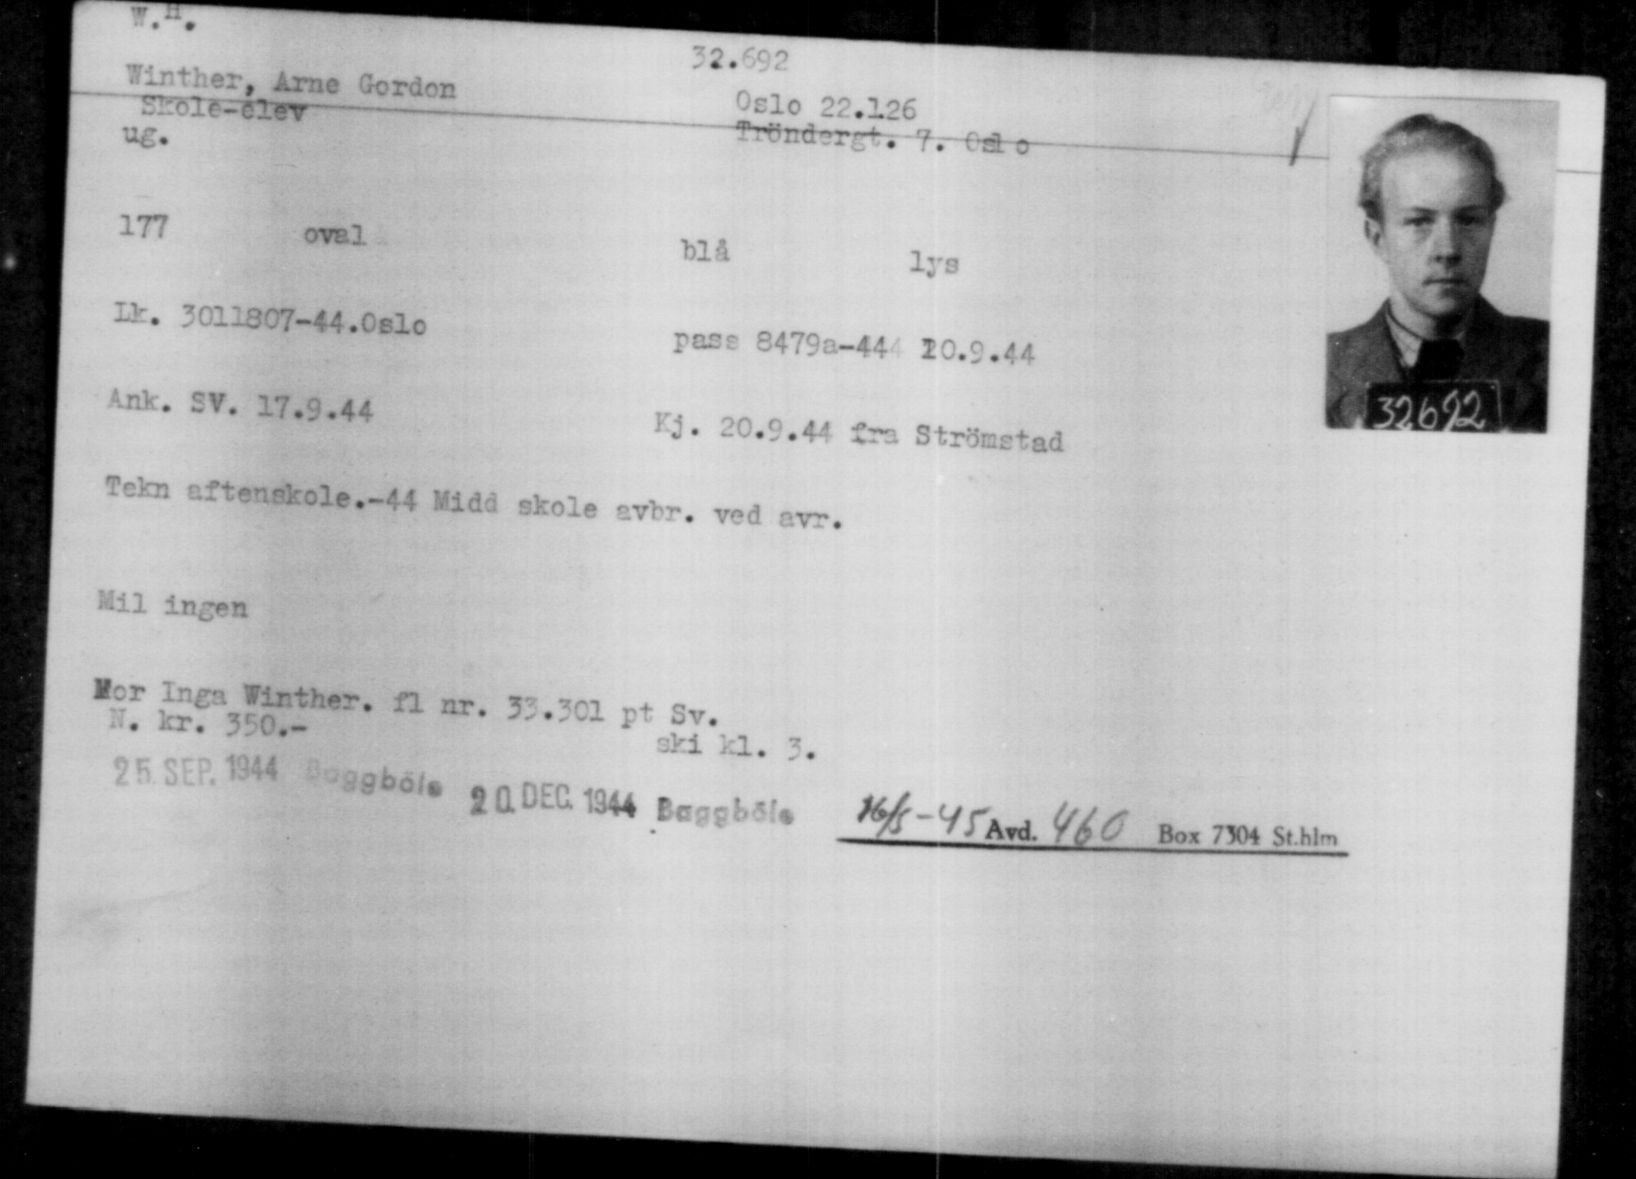 W.H.
32.692
Winther, Arne Gordon
Oslo 22.1.26
Skole-elev
Tröndergt. 7. Oslo
ug.
177 oval blå lys
Lk. 3011807-44.Oslo pass 8479a-444 20.9.44
Ank. SV. 17.9.44 Kj. 20.9.44 fra Strömstad
Tekn aftenskole.-44 Midd skole avbr. ved avr.
Mil ingen
Mor Inga Winther. fl nr. 33.301 pt Sv.
N. kr. 350.-
ski kl. 3.
25. SEP. 1944 Baggböle 20. DEC. 1944 Baggböle 16/5-45 Avd. 460 Box 7304 St.hlm
32692